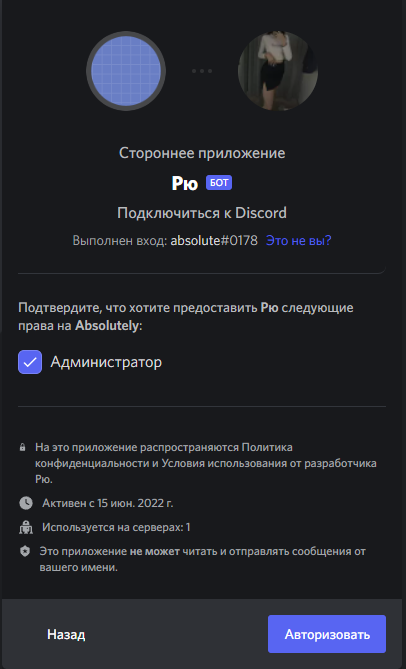 Стороннее приложение
Рю БОТ
Подключиться к Discord
Выполнен вход: absolute#0178 Это не вы?
Подтвердите, что хотите предоставить Рю следующие
права на Absolutely:
Администратор
На это приложение распространяются Политика
конфиденциальности и Условия использования от разработчика
Рю.
Активен с 15 июн. 2022 г.
Используется на серверах: 1
Это приложение не может читать и отправлять сообщения от
вашего имени.
Назад
Авторизовать